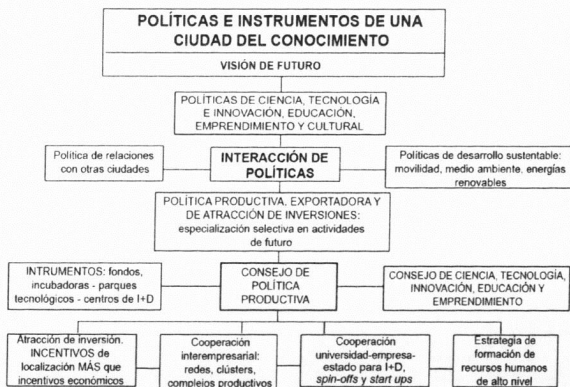 POLÍTICAS E INSTRUMENTOS DE UNA
CIUDAD DEL CONOCIMIENTO
VISIÓN DE FUTURO
POLÍTICAS DE CIENCIA, TECNOLOGÍA
E INNOVACIÓN, EDUCACIÓN,
EMPRENDIMIENTO Y CULTURAL
Política de relaciones
con otras ciudades
INTERACCIÓN DE
POLÍTICAS
Políticas de desarrollo sustentable:
movilidad, medio ambiente, energías
renovables
POLÍTICA PRODUCTIVA, EXPORTADORA Y
DE ATRACCIÓN DE INVERSIONES:
especialización selectiva en actividades
de futuro
INTRUMENTOS: fondos,
incubadoras - parques
tecnológicos - centros de I+D
CONSEJO DE
POLÍTICA
PRODUCTIVA
CONSEJO DE CIENCIA, TECNOLOGÍA,
INNOVACIÓN, EDUCACIÓN Y
EMPRENDIMIENTO
Atracción de inversión.
INCENTIVOS de
localización MÁS que
incentivos económicos
Cooperación
interempresarial:
redes, clústers,
complejos productivos
Cooperación
universidad-empresa-
estado para I+D,
spin-offs y start ups
Estrategia de
formación de
recursos humanos
de alto nivel